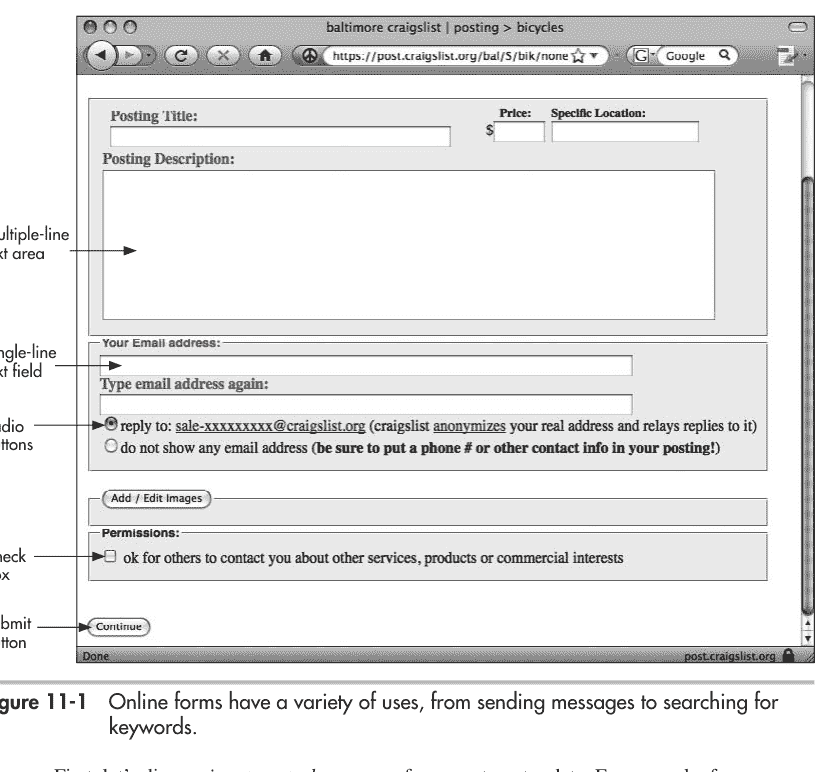 baltimore craigslist | posting > bicycles
https://post.craigslist.org/bal/S/bik/none
G Google
Posting Title:
Price: Specific Location:
$
Posting Description:
ultiple-line
xt area
Your Email address:
ngle-line
xt field
Type email address again:
adio
ttons
reply to: sale-xxxxxxxxx@craigslist.org (craigslist anonymizes your real address and relays replies to it)
do not show any email address (be sure to put a phone # or other contact info in your posting!)
Add / Edit Images
Permissions:
heck
ox
ok for others to contact you about other services, products or commercial interests
bmit
tton
Continue
Done post.craigslist.org
gure 11-1 Online forms have a variety of uses, from sending messages to searching for
keywords.